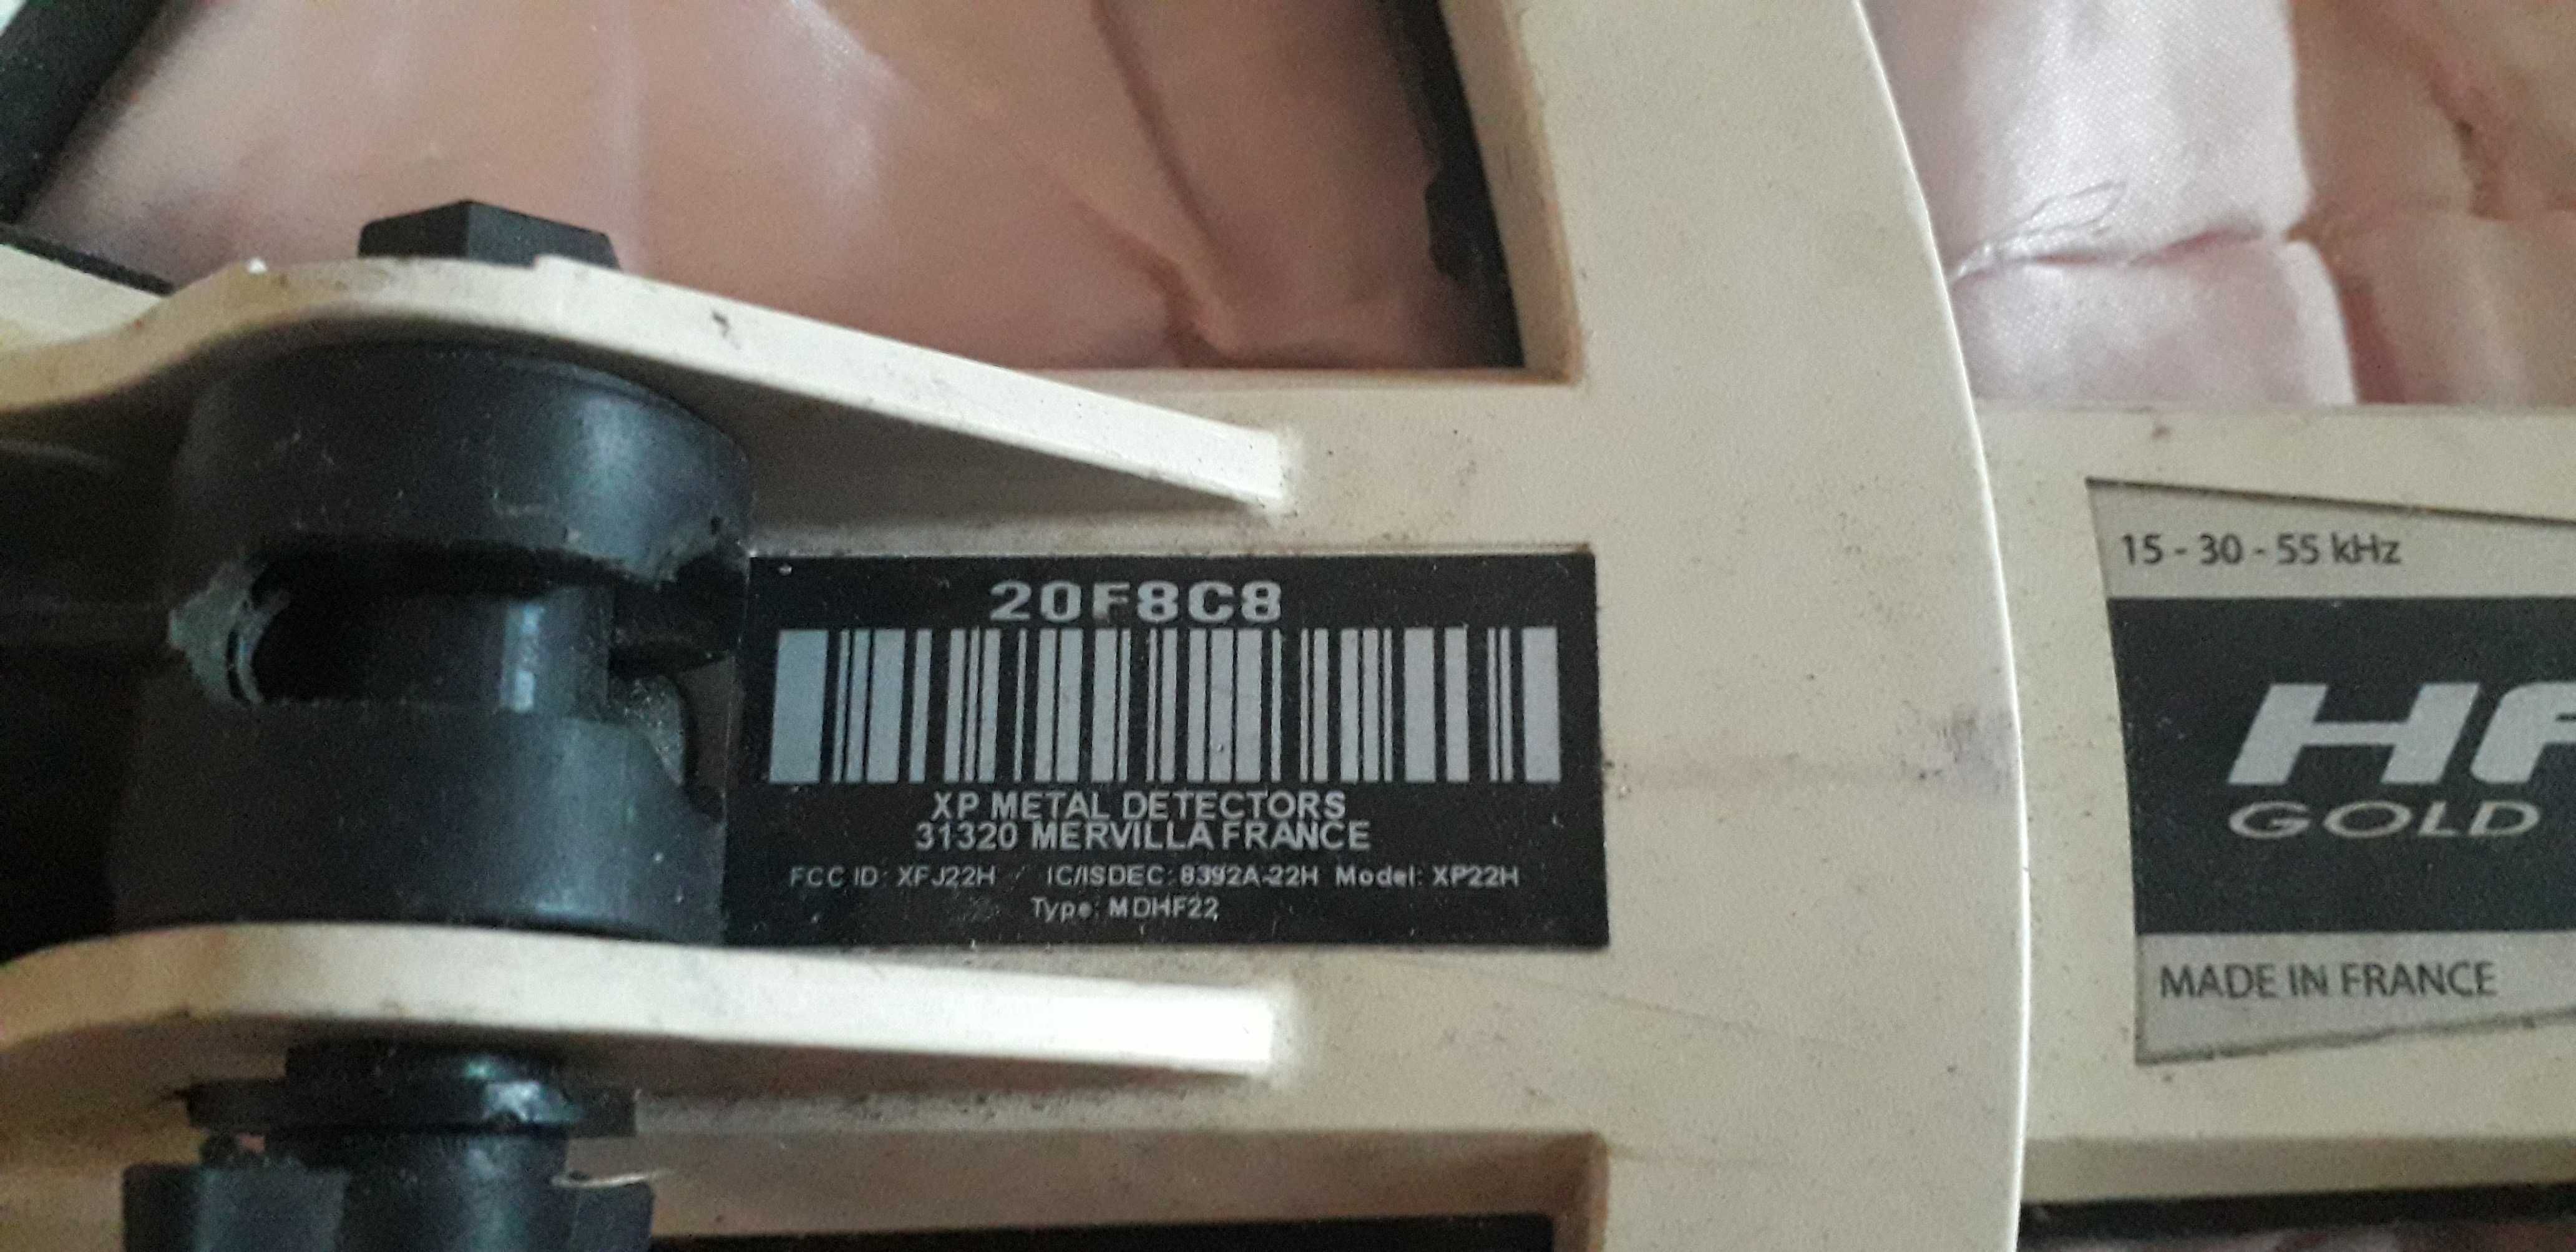 20F8C8
XP METAL DETECTORS
31320 MERVILLA FRANCE
FCC ID: XFJ22H IC/ISDEC: 8392A-22H Model: XP22H
Type: MDHF22
15 - 30 - 55 kHz
HF
GOLD
MADE IN FRANCE